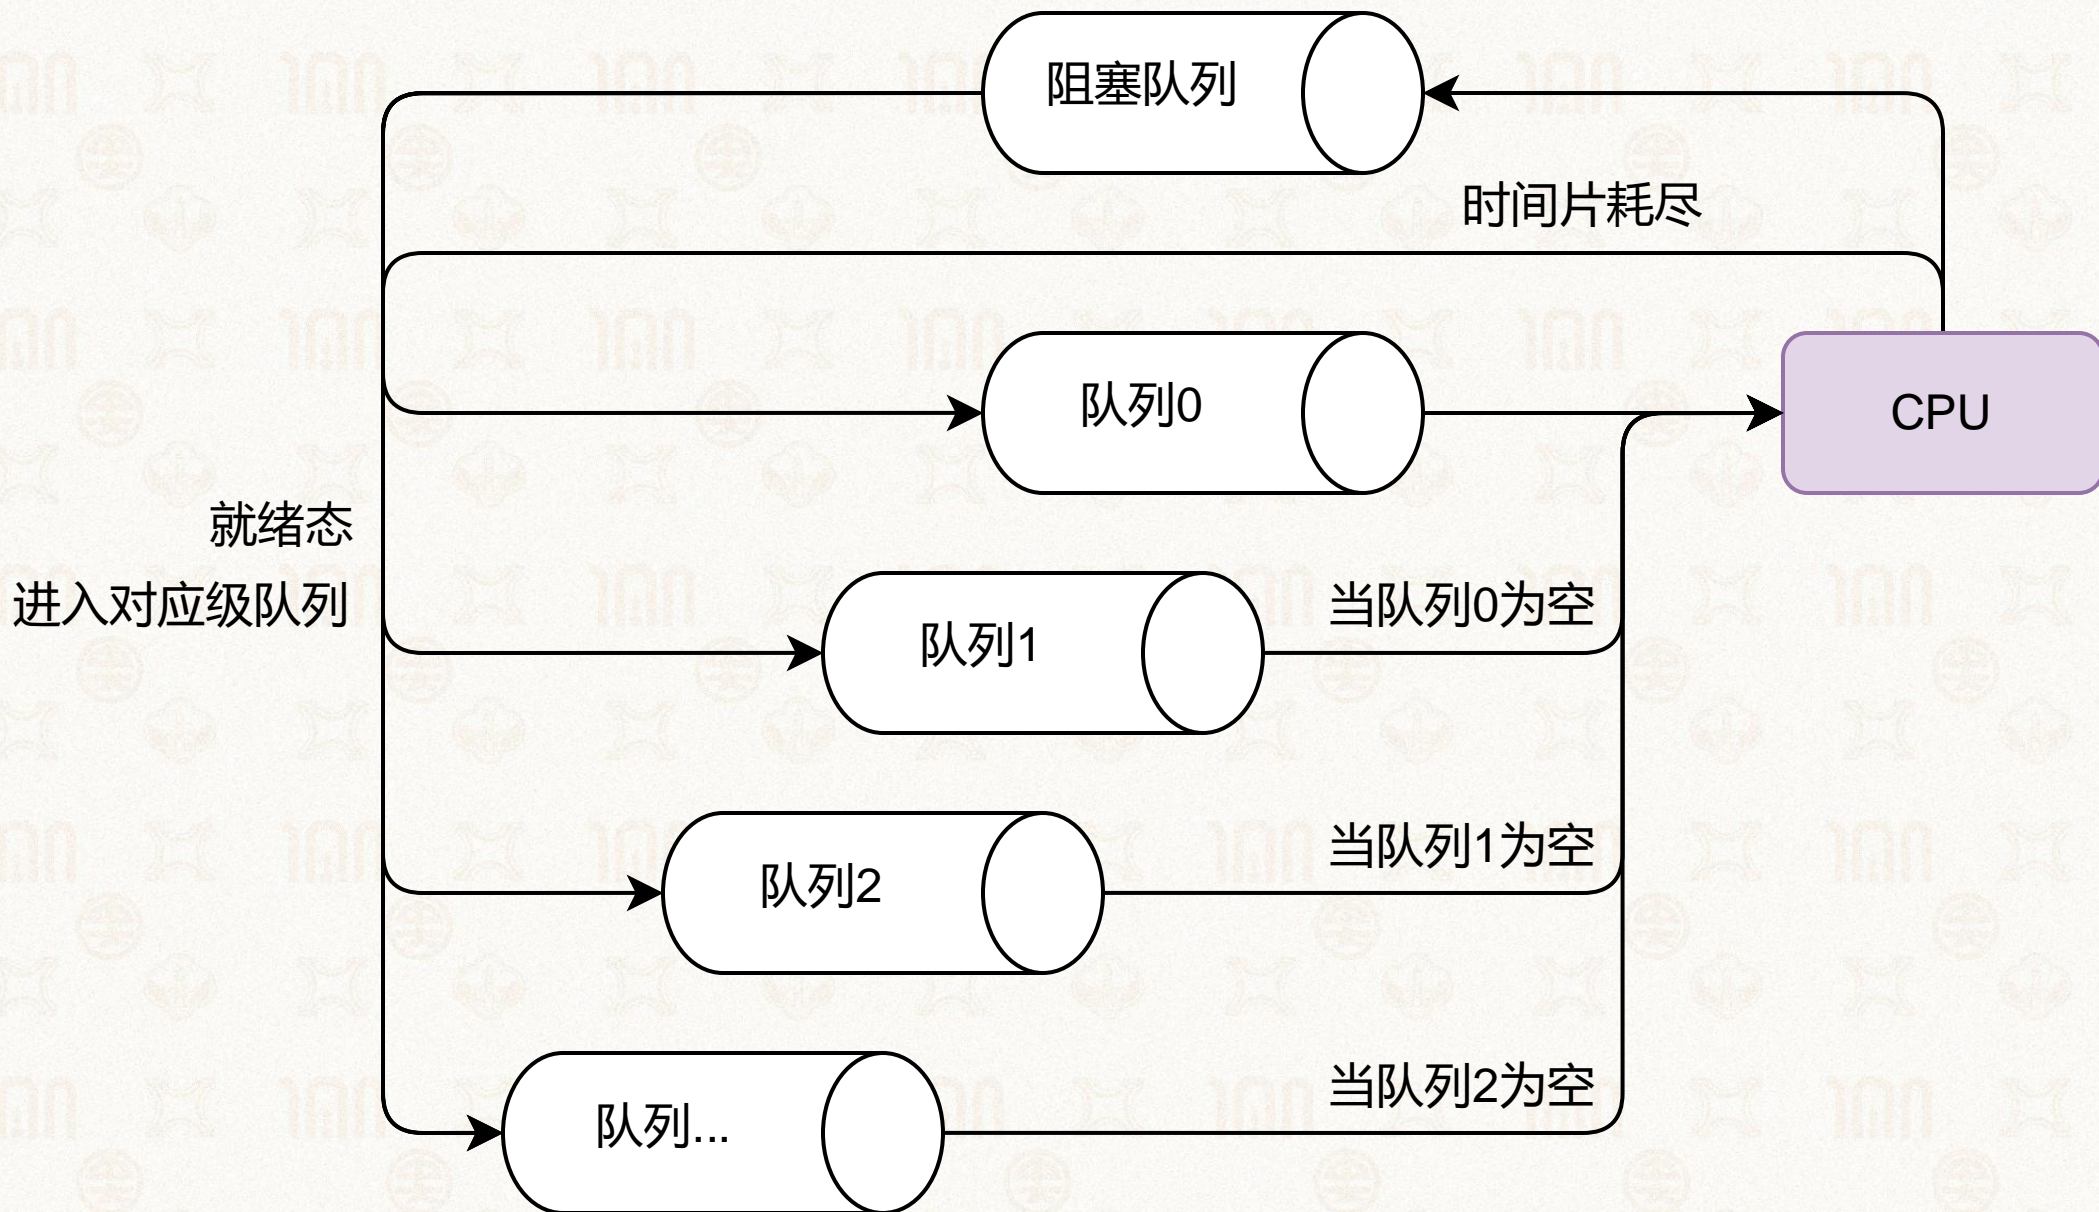 阻塞队列
时间片耗尽
队列0
CPU
就绪态
进入对应级队列
队列1
当队列0为空
队列2
当队列1为空
队列...
当队列2为空